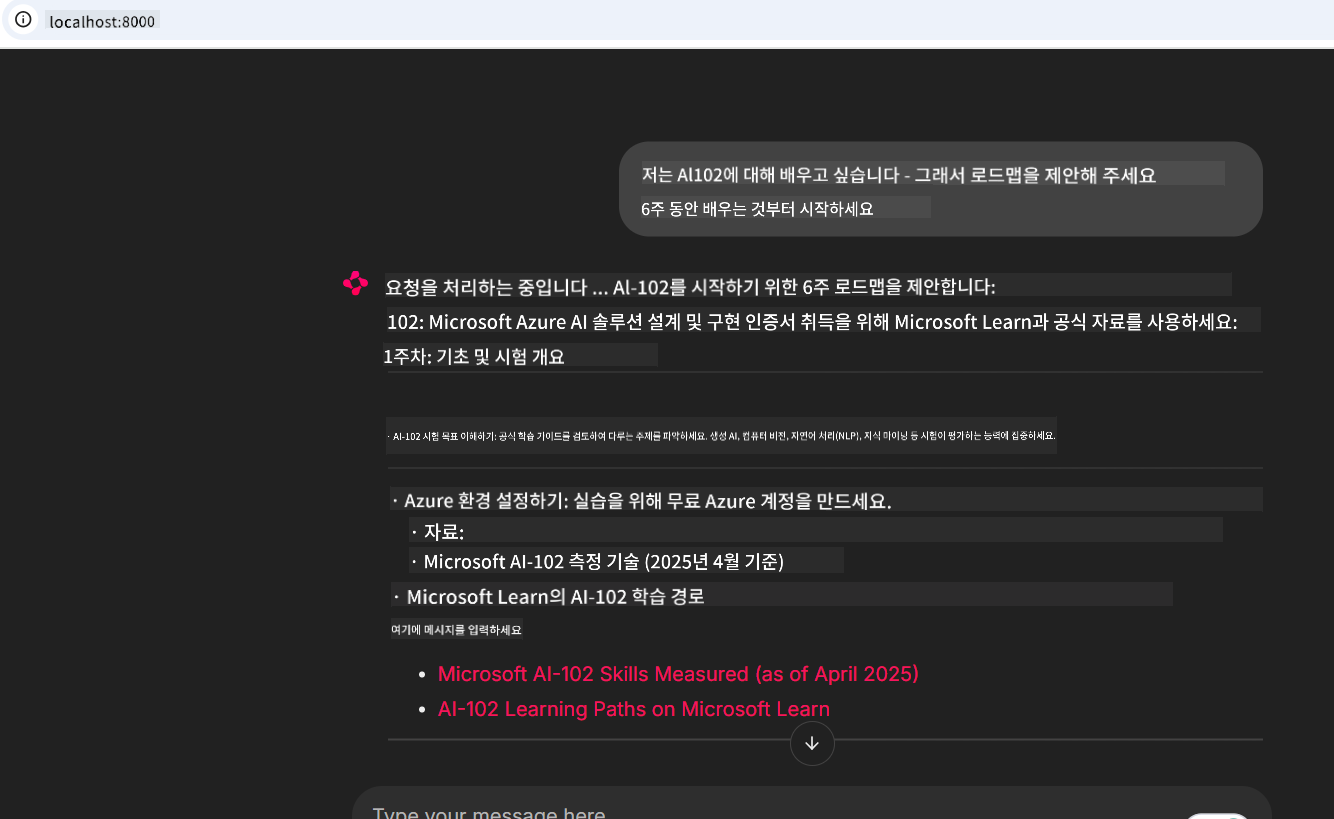 localhost:8000
저는 AI102에 대해 배우고 싶습니다 - 그래서 로드맵을 제안해 주세요
6주 동안 배우는 것부터 시작하세요
요청을 처리하는 중입니다 ... AI-102를 시작하기 위한 6주 로드맵을 제안합니다:
102: Microsoft Azure AI 솔루션 설계 및 구현 인증서 취득을 위해 Microsoft Learn과 공식 자료를 사용하세요:
1주차: 기초 및 시험 개요
· AI-102 시험 목표 이해하기: 공식 학습 가이드를 검토하여 다루는 주제를 파악하세요. 생성 AI, 컴퓨터 비전, 자연어 처리(NLP), 지식 마이닝 등 시험이 평가하는 능력에 집중하세요.
· Azure 환경 설정하기: 실습을 위해 무료 Azure 계정을 만드세요.
· 자료:
· Microsoft AI-102 측정 기술 (2025년 4월 기준)
· Microsoft Learn의 AI-102 학습 경로
여기에 메시지를 입력하세요
• Microsoft AI-102 Skills Measured (as of April 2025)
• AI-102 Learning Paths on Microsoft Learn
Type your message here